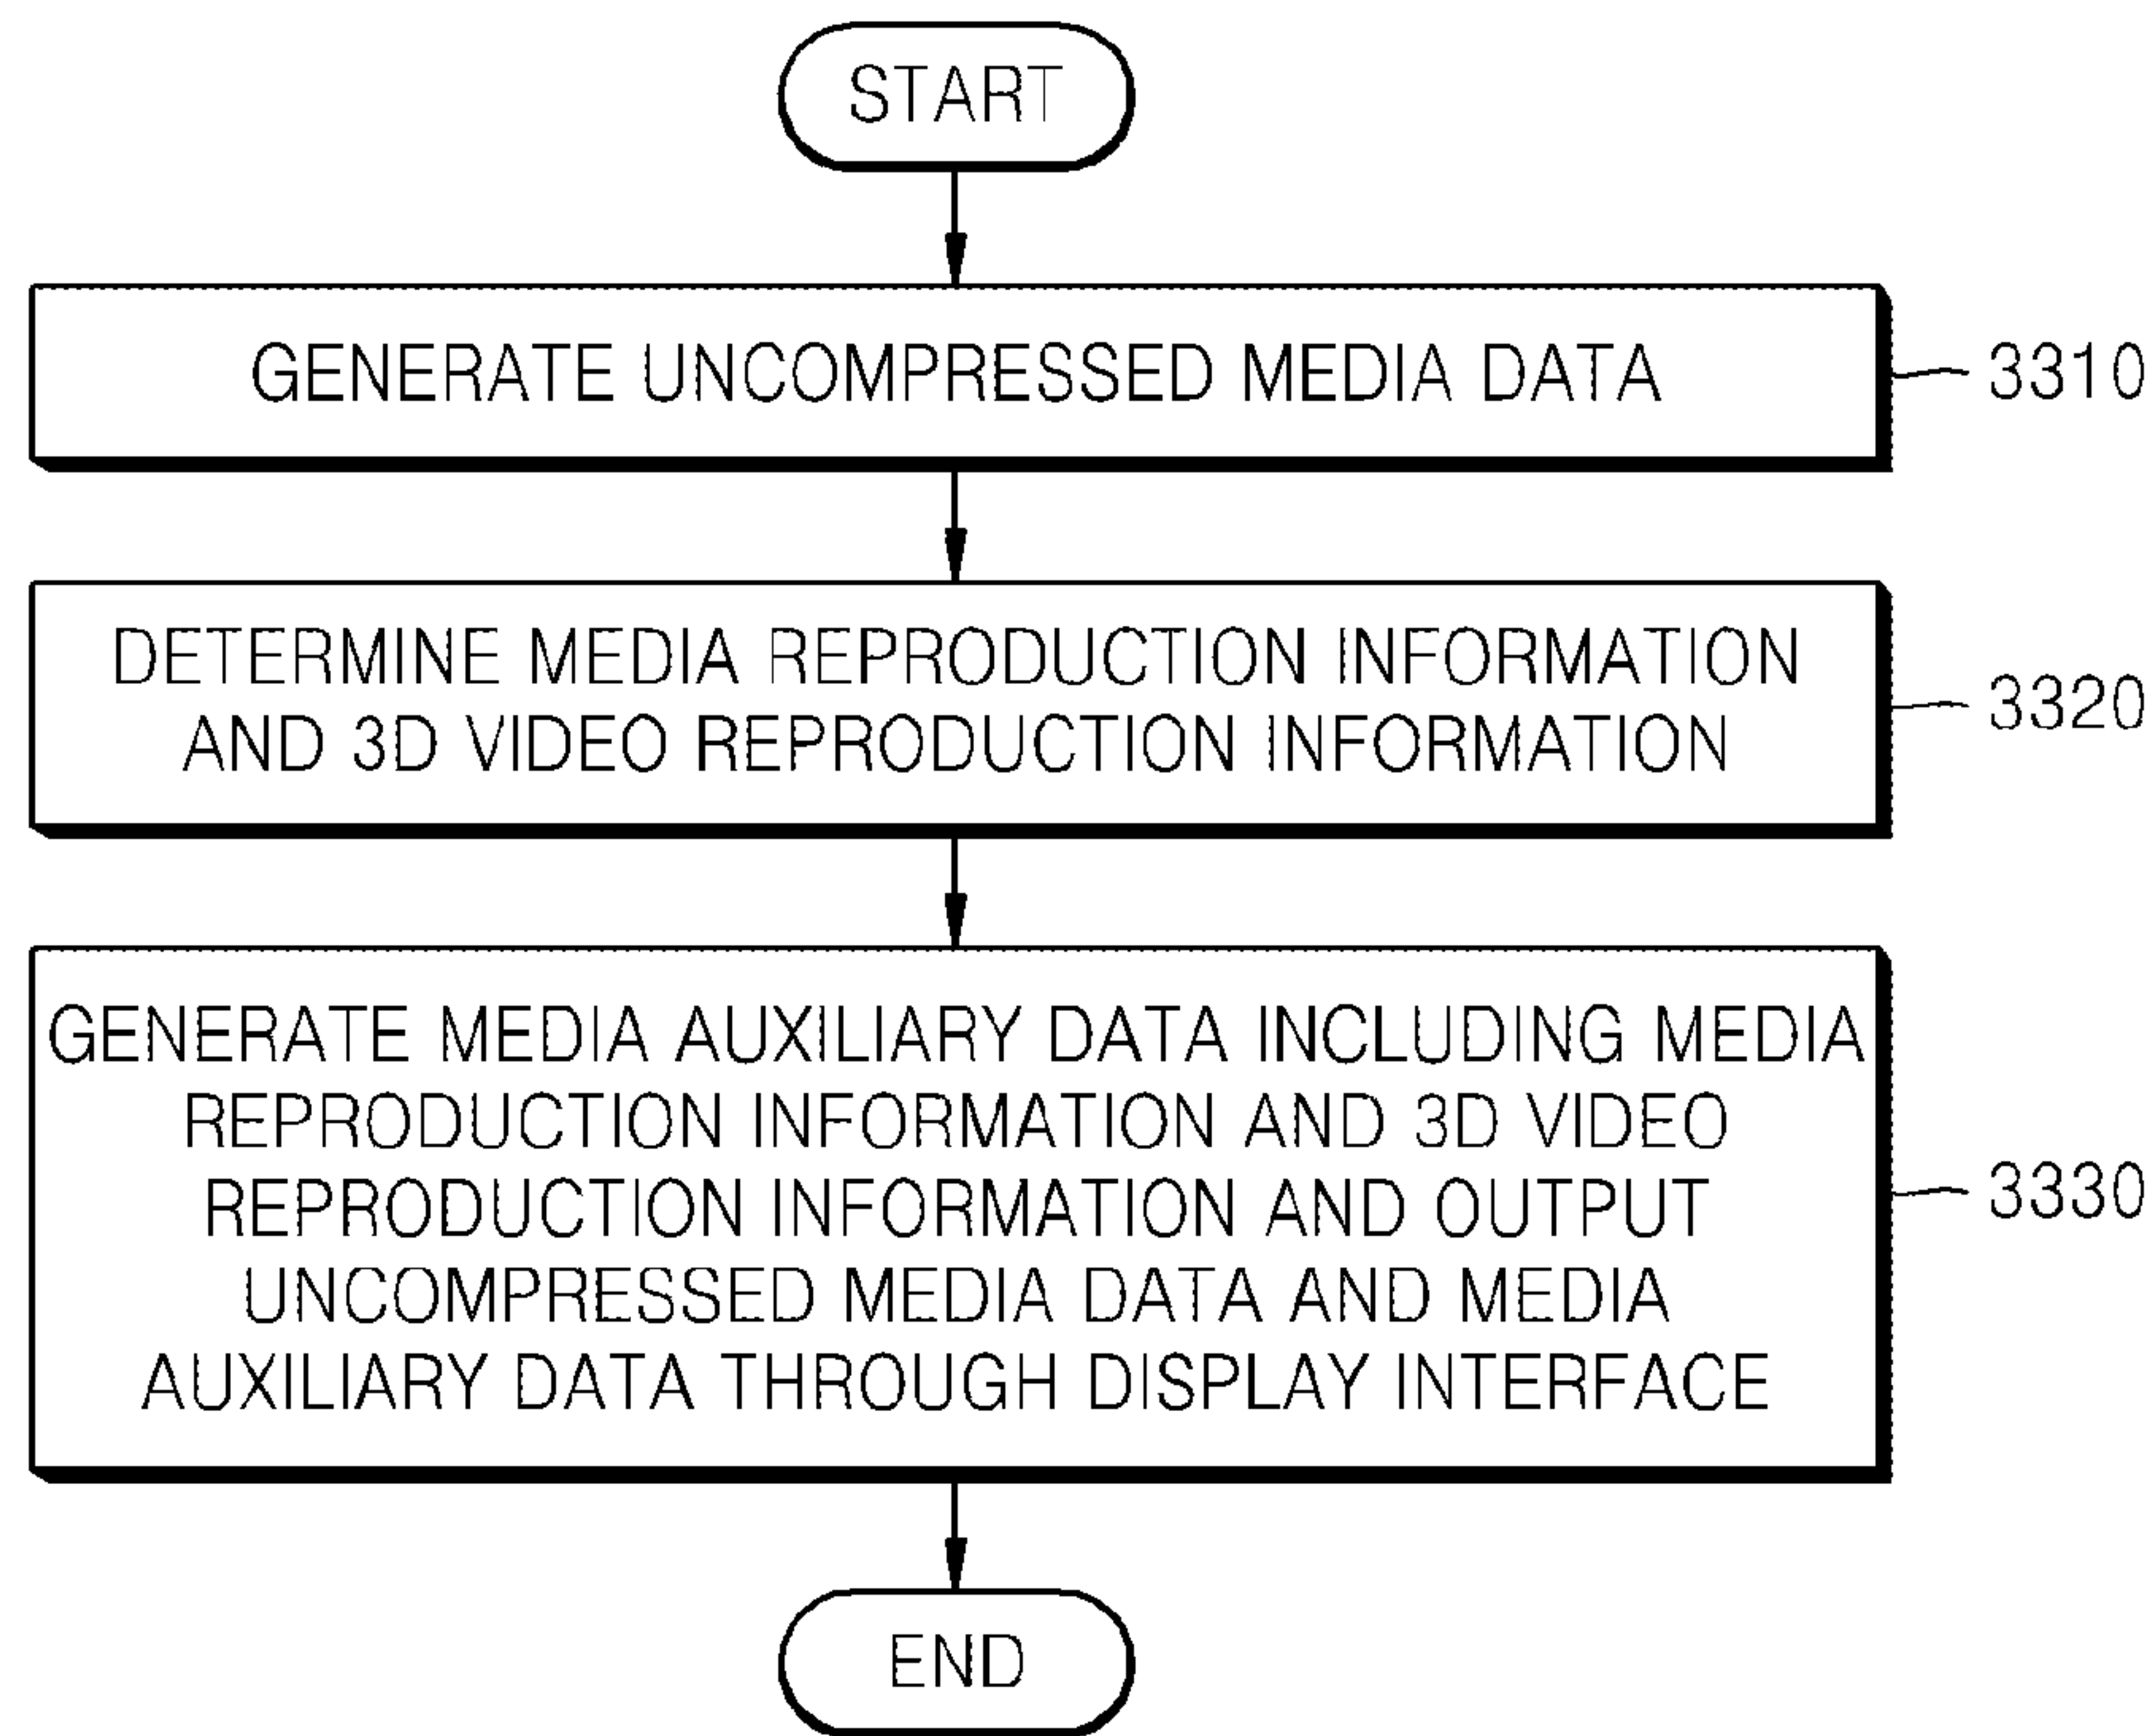 START
GENERATE UNCOMPRESSED MEDIA DATA
3310
DETERMINE MEDIA REPRODUCTION INFORMATION
AND 3D VIDEO REPRODUCTION INFORMATION
3320
GENERATE MEDIA AUXILIARY DATA INCLUDING MEDIA
REPRODUCTION INFORMATION AND 3D VIDEO
REPRODUCTION INFORMATION AND OUTPUT
UNCOMPRESSED MEDIA DATA AND MEDIA
AUXILIARY DATA THROUGH DISPLAY INTERFACE
3330
END